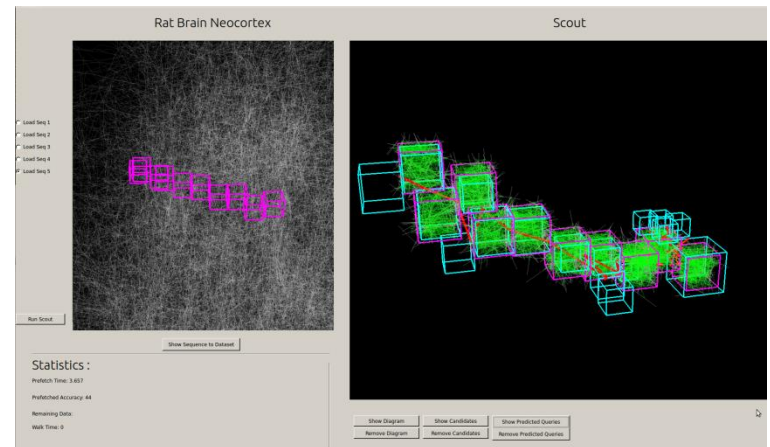 Rat Brain Neocortex
Scout
Load Seq 1
Load Seq 2
Load Seq 3
Load Seq 4
Load Seq 5
Run Scout
Show Sequence to Dataset
Statistics :
Prefetch Time: 3.657
Prefetched Accuracy: 44
Remaining Data:
Walk Time: 0
Show Diagram
Show Candidates
Show Predicted Queries
Remove Diagram
Remove Candidates
Remove Predicted Queries